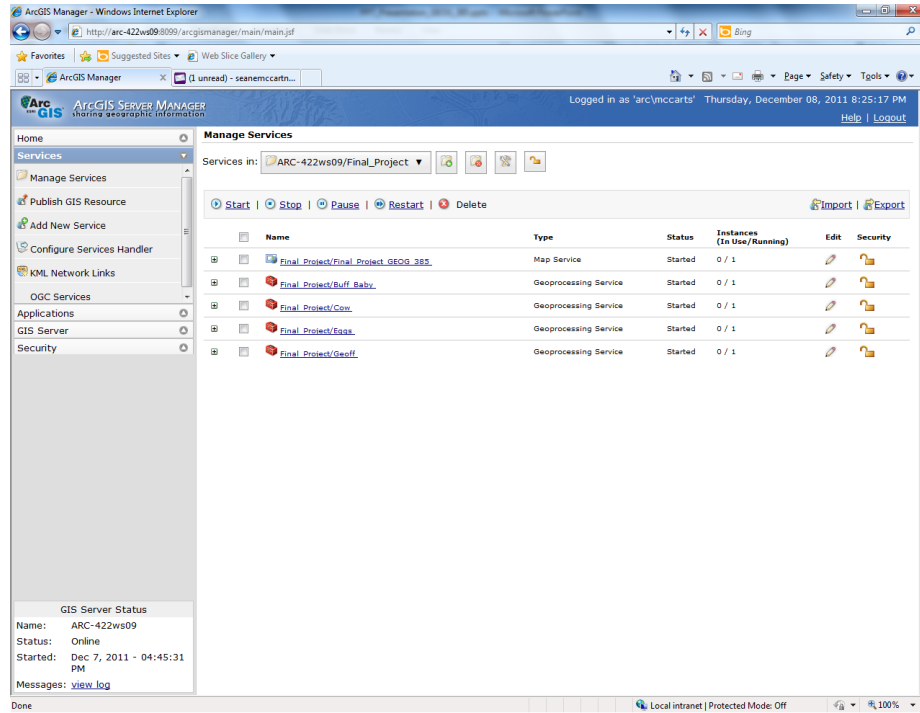 ArcGIS Manager - Windows Internet Explorer
http://arc-422ws09:8099/arcgismanager/main/main.jsf
Bing
Favorites Suggested Sites Web Slice Gallery
ArcGIS Manager (1 unread) - seanemccartn... Page Safety Tools
Arc GIS ArcGIS Server Manager sharing geographic information
Logged in as 'arc\mccarts' Thursday, December 08, 2011 8:25:17 PM
Help | Logout
Home
Services
Manage Services
Publish GIS Resource
Add New Service
Configure Services Handler
KML Network Links
OGC Services
Applications
GIS Server
Security
Manage Services
Services in: ARC-422ws09/Final_Project
Start | Stop | Pause | Restart | Delete Import | Export
Name Type Status Instances (In Use/Running) Edit Security
Final_Project/Final_Project_GEOG_385 Map Service Started 0 / 1
Final_Project/Buff_Baby Geoprocessing Service Started 0 / 1
Final_Project/Cow Geoprocessing Service Started 0 / 1
Final_Project/Eggs Geoprocessing Service Started 0 / 1
Final_Project/Geoff Geoprocessing Service Started 0 / 1
GIS Server Status
Name: ARC-422ws09
Status: Online
Started: Dec 7, 2011 - 04:45:31
PM
Messages: view log
Done Local intranet | Protected Mode: Off 100%